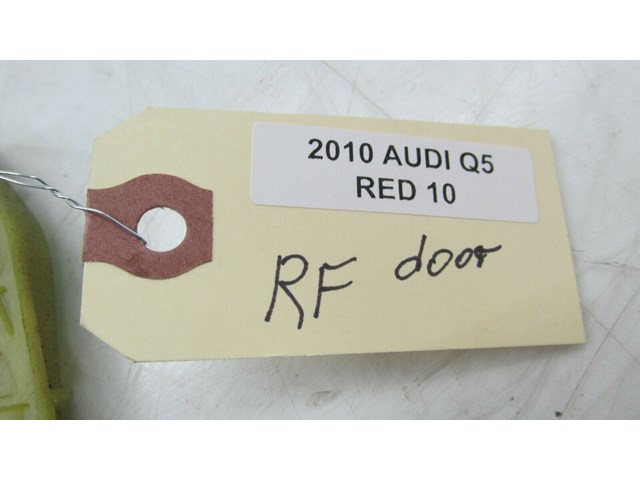 2010 AUDI Q5
RED 10
RF door